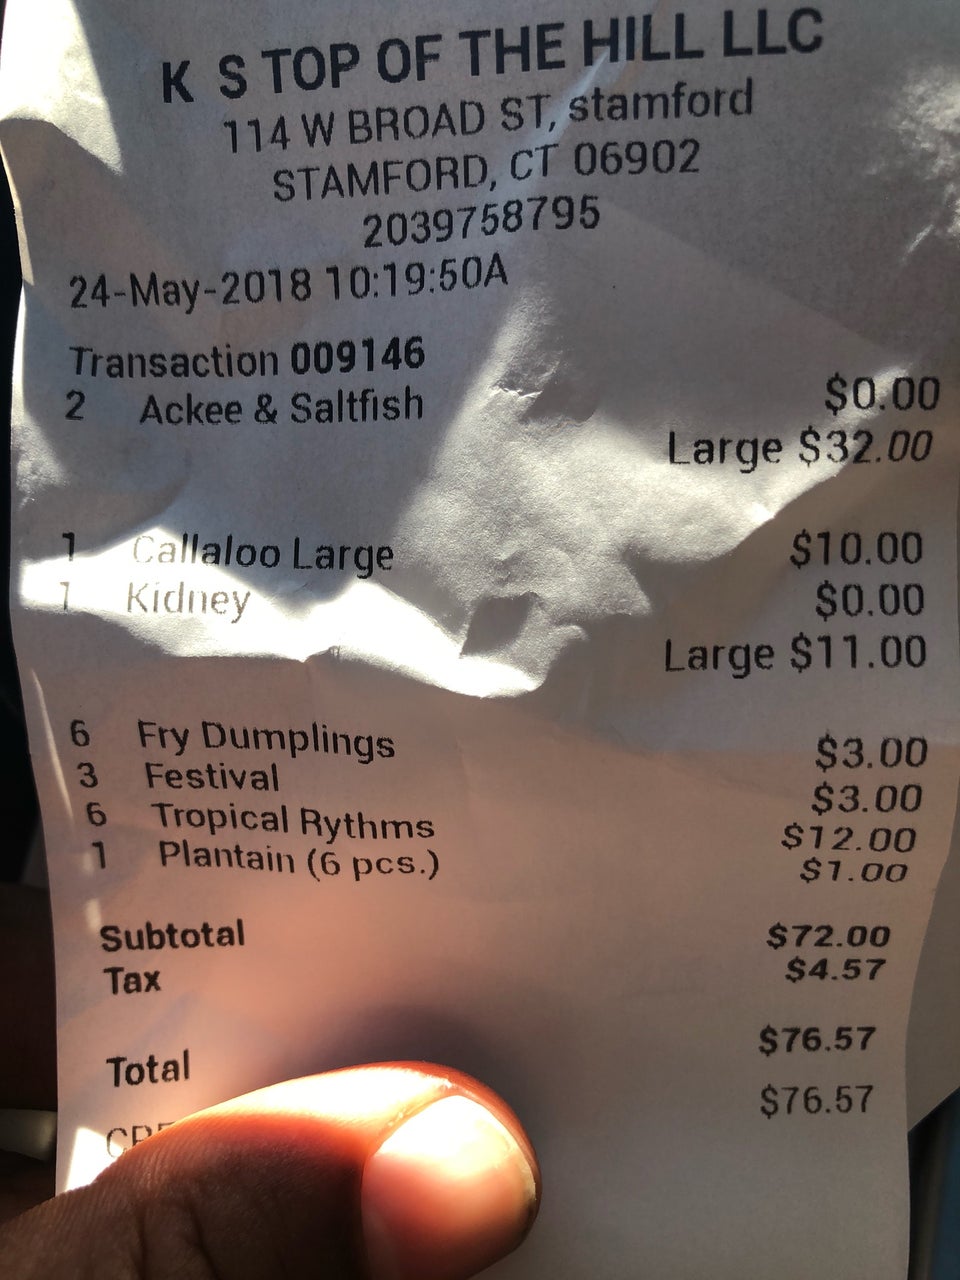 K S TOP OF THE HILL LLC
114 W BROAD ST, stamford
STAMFORD, CT 06902
2039758795
24-May-2018 10:19:50A
Transaction 009146
2 Ackee & Saltfish $0.00
Large $32.00
1 Callaloo Large $10.00
1 Kidney $0.00
Large $11.00
6 Fry Dumplings $3.00
3 Festival $3.00
6 Tropical Rythms $12.00
1 Plantain (6 pcs.) $1.00
Subtotal $72.00
Tax $4.57
Total $76.57
$76.57